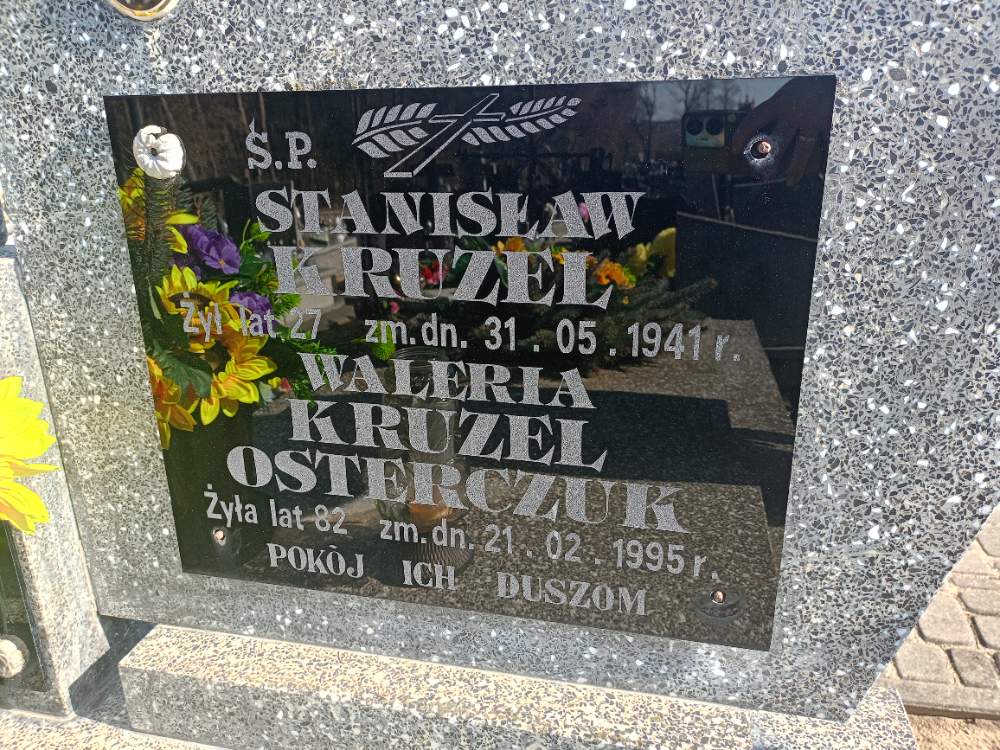 Ś.P.
STANISŁAW
KRUZEL
Żył lat 27 zm. dn. 31 . 05 . 1941 r.
WALERIA
KRUZEL
OSTERCZUK
Żyła lat 82 zm. dn. 21 . 02 . 1995 r.
POKÒJ ICH DUSZOM